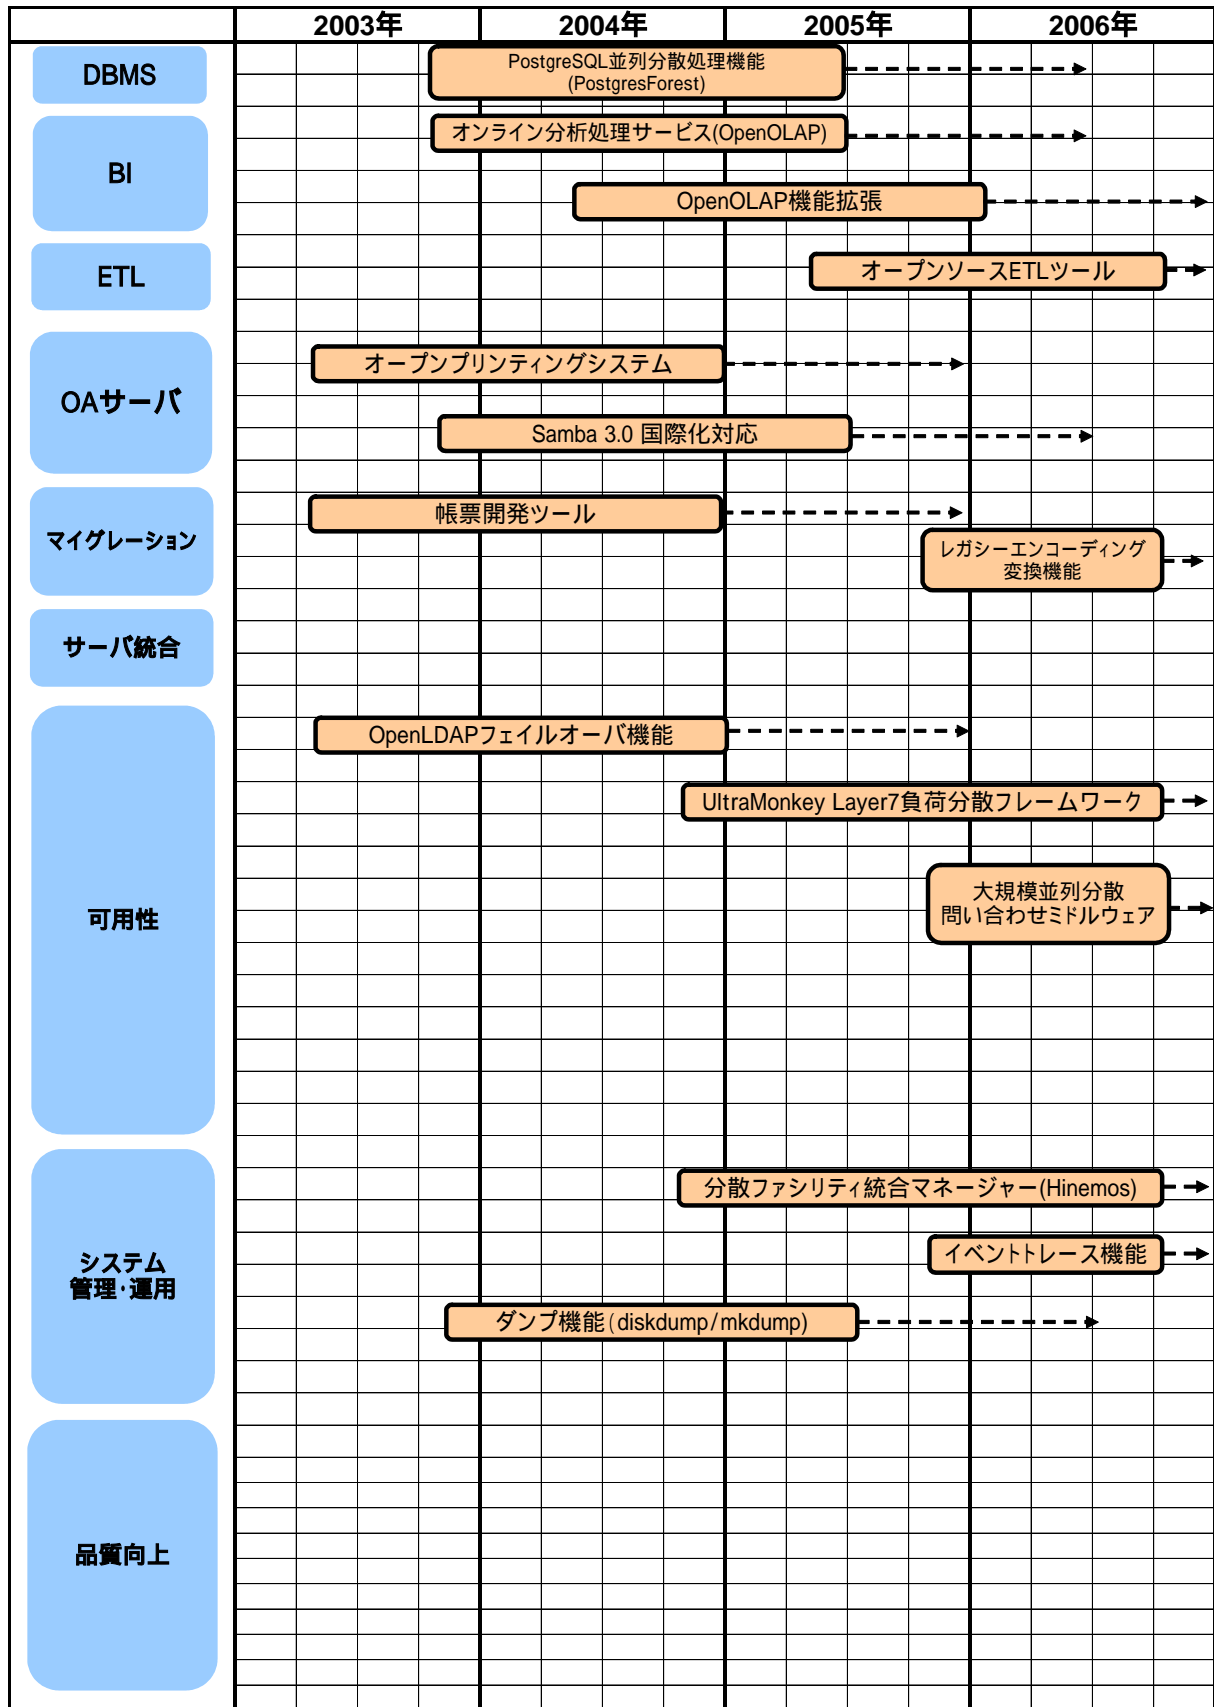 2003年 2004年 2005年 2006年
DBMS
PostgreSQL並列分散処理機能
(PostgresForest)
BI
オンライン分析処理サービス(OpenOLAP)
OpenOLAP機能拡張
ETL
オープンソースETLツール
OAサーバ
オープンプリンティングシステム
Samba 3.0 国際化対応
マイグレーション
帳票開発ツール
レガシーエンコーディング
変換機能
サーバ統合
可用性
OpenLDAPフェイルオーバ機能
UltraMonkey Layer7負荷分散フレームワーク
大規模並列分散
問い合わせミドルウェア
システム
管理・運用
分散ファシリティ統合マネージャー(Hinemos)
イベントトレース機能
ダンプ機能(diskdump/mkdump)
品質向上